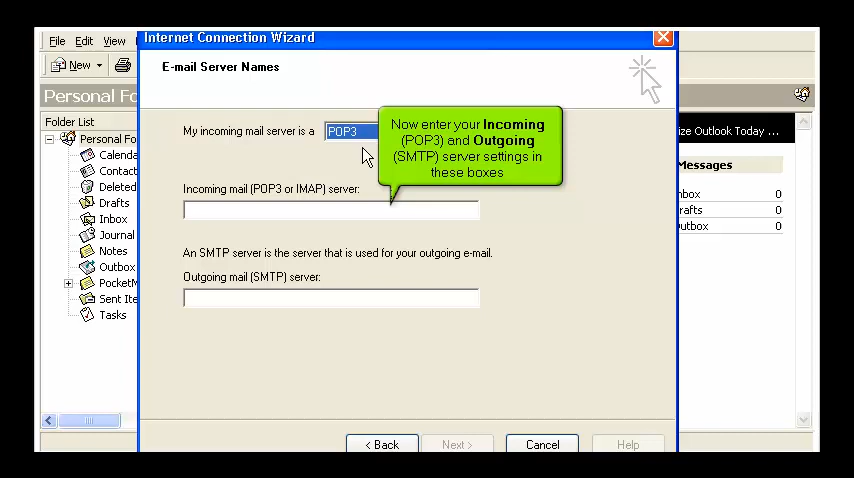 Internet Connection Wizard
File Edit View
New
E-mail Server Names
Personal Fo
Folder List
Personal Fo
Calenda
Contact
Deleted
Drafts
Inbox
Journal
Notes
Outbox
PocketM
Sent Ite
Tasks
My incoming mail server is a POP3
Now enter your Incoming
(POP3) and Outgoing
(SMTP) server settings in
these boxes
Incoming mail (POP3 or IMAP) server:
An SMTP server is the server that is used for your outgoing e-mail.
Outgoing mail (SMTP) server:
ize Outlook Today ...
Messages
nbox 0
rafts 0
utbox 0
< Back Next > Cancel Help